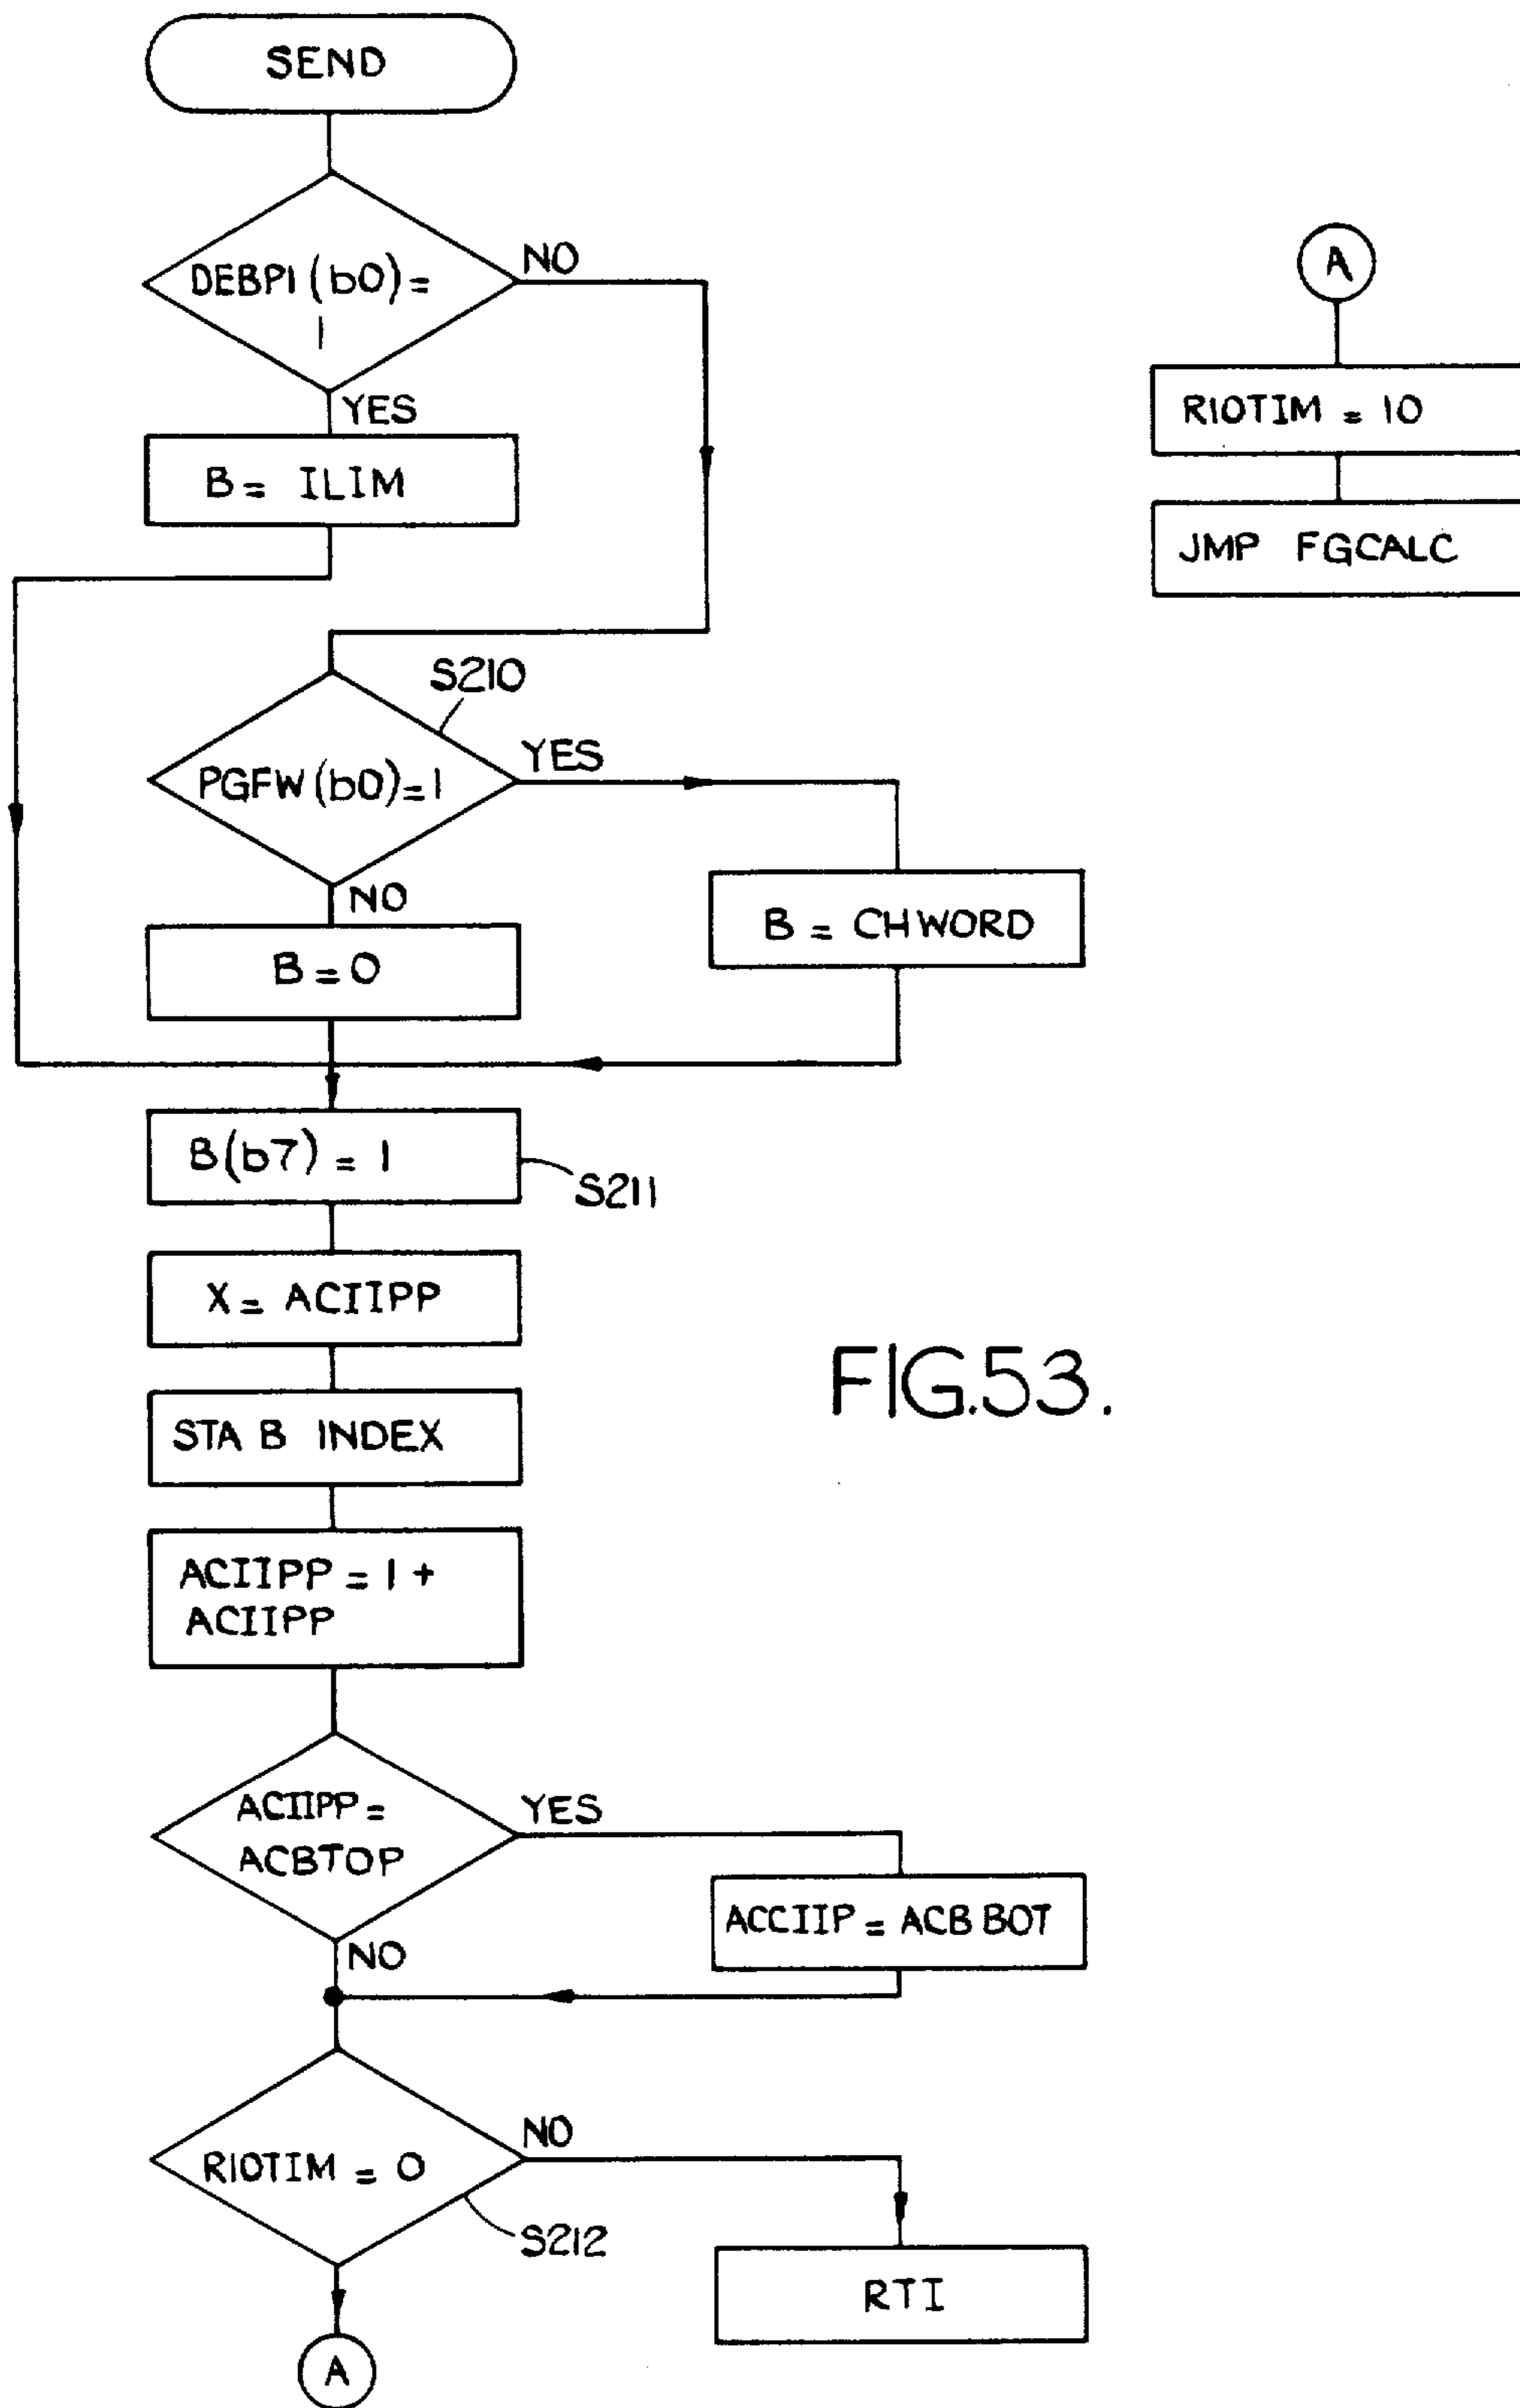 SEND
DEBPI (b0) =
1
NO
YES
B = ILIM
A
RIOTIM = 10
JMP FGCALC
S210
PGFW (b0) = 1
YES
NO
B = CHWORD
B = 0
B (b7) = 1
S211
X = ACIIPP
STA B INDEX
FIG.53.
ACIIPP = 1 +
ACIIPP
ACIIPP =
ACBTOP
YES
ACCIIP = ACB BOT
NO
RIOTIM = 0
NO
S212
RTI
A